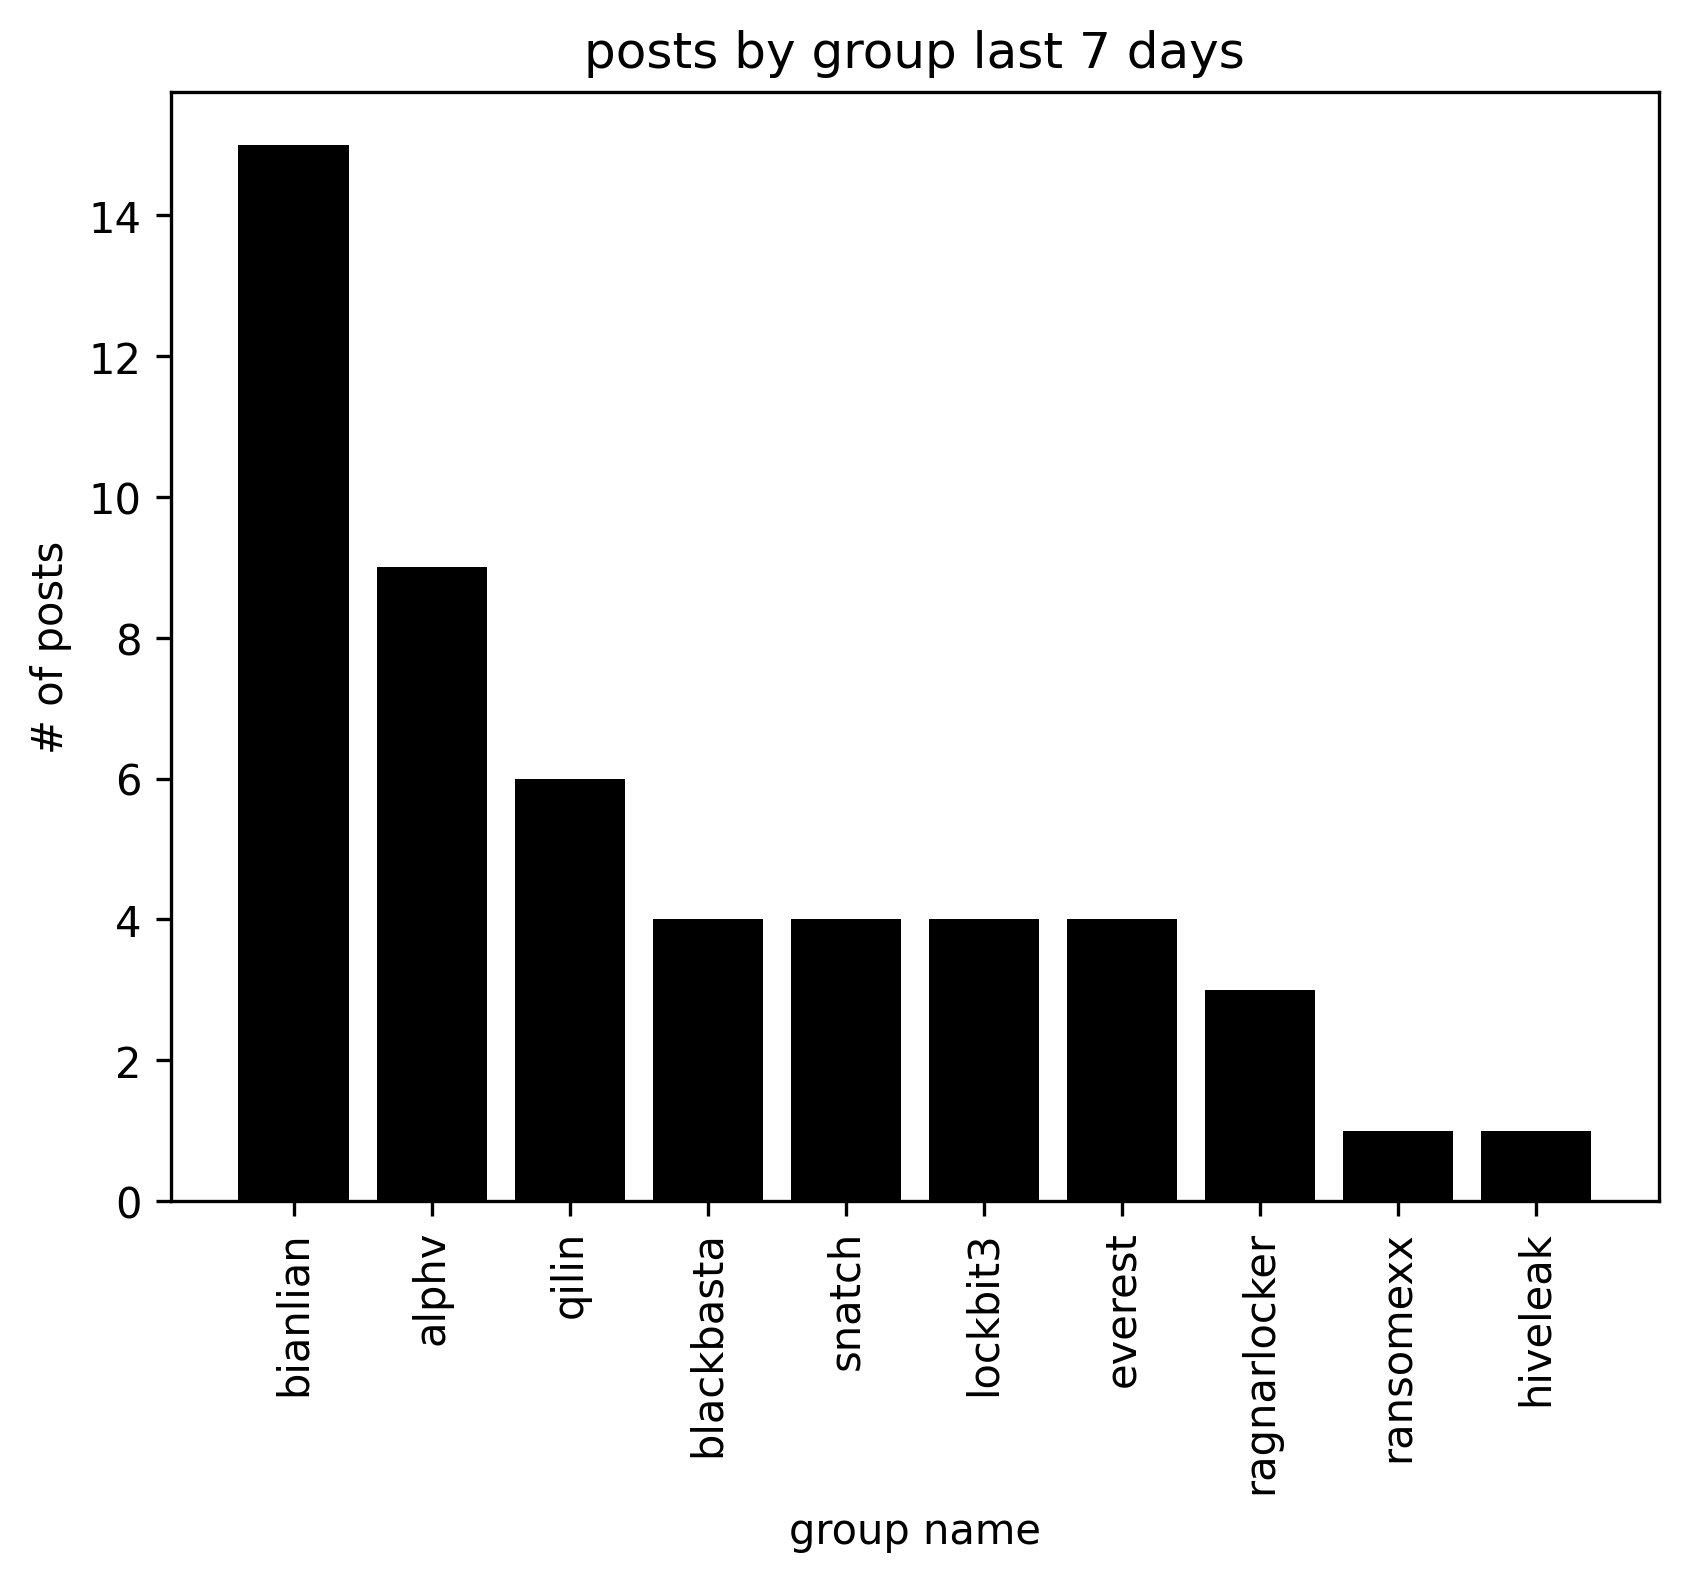 posts by group last 7 days
14
12
10
8
6
4
2
0
# of posts
bianlian
alphv
qilin
blackbasta
snatch
lockbit3
everest
ragnarlocker
ransomexx
hiveleak
group name